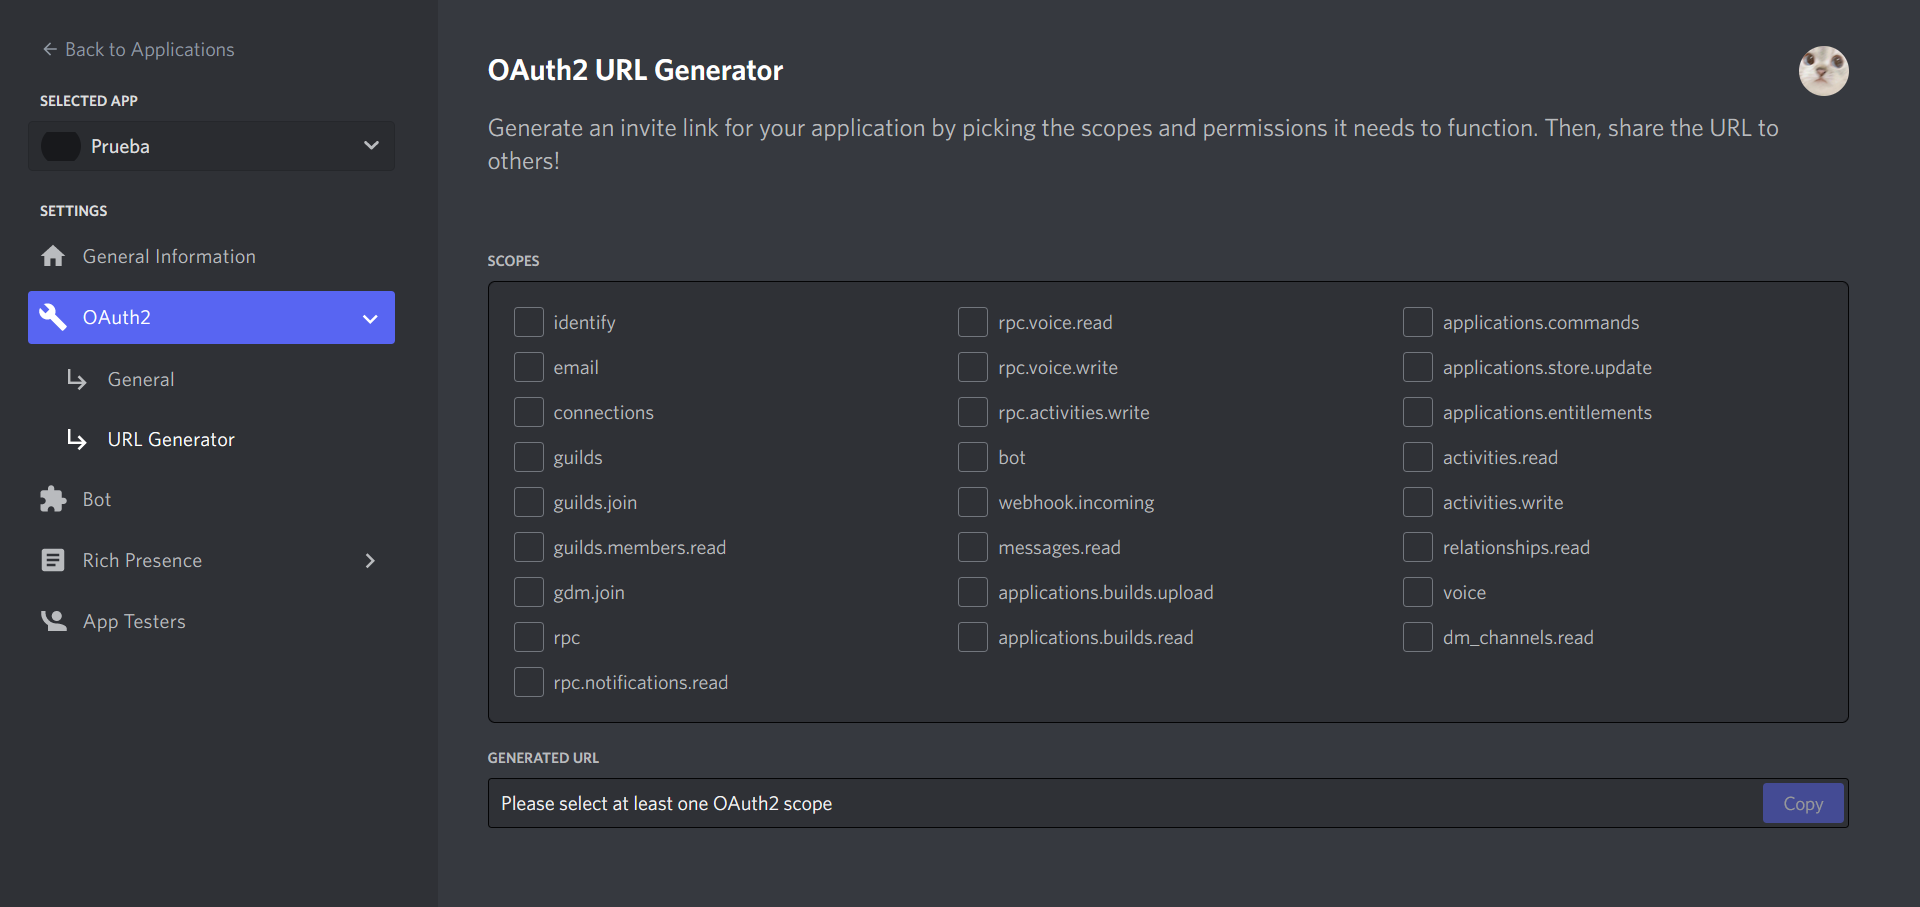 Back to Applications
SELECTED APP
Prueba
SETTINGS
General Information
OAuth2
General
URL Generator
Bot
Rich Presence
App Testers
OAuth2 URL Generator
Generate an invite link for your application by picking the scopes and permissions it needs to function. Then, share the URL to
others!
SCOPES
identify
email
connections
guilds
guilds.join
guilds.members.read
gdm.join
rpc
rpc.notifications.read
rpc.voice.read
rpc.voice.write
rpc.activities.write
bot
webhook.incoming
messages.read
applications.builds.upload
applications.builds.read
applications.commands
applications.store.update
applications.entitlements
activities.read
activities.write
relationships.read
voice
dm_channels.read
GENERATED URL
Please select at least one OAuth2 scope
Copy